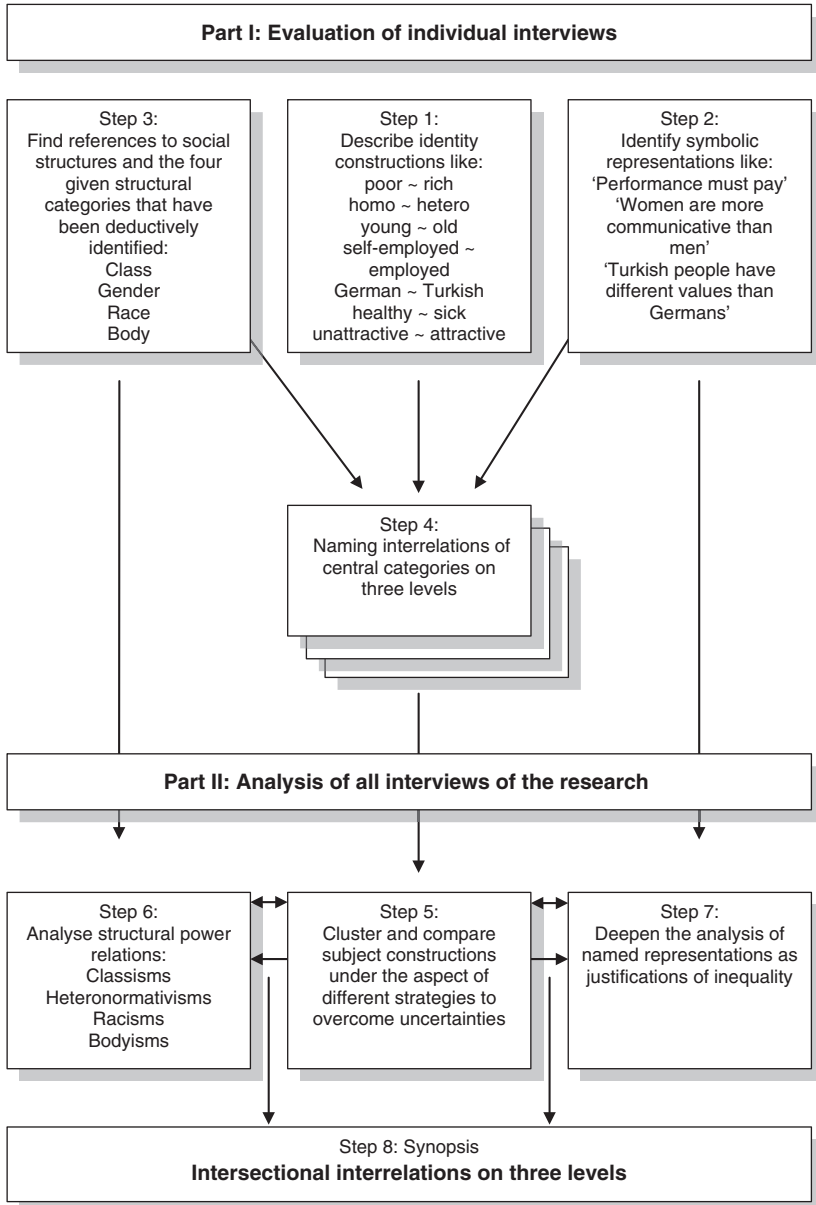 Part I: Evaluation of individual interviews
Step 3:
Find references to social
structures and the four
given structural
categories that have
been deductively
identified:
Class
Gender
Race
Body
Step 1:
Describe identity
constructions like:
poor ~ rich
homo ~ hetero
young ~ old
self-employed ~
employed
German ~ Turkish
healthy ~ sick
unattractive ~ attractive
Step 2:
Identify symbolic
representations like:
‘Performance must pay’
‘Women are more
communicative than
men’
‘Turkish people have
different values than
Germans’
Step 4:
Naming interrelations of
central categories on
three levels
Part II: Analysis of all interviews of the research
Step 6:
Analyse structural power
relations:
Classisms
Heteronormativisms
Racisms
Bodyisms
Step 5:
Cluster and compare
subject constructions
under the aspect of
different strategies to
overcome uncertainties
Step 7:
Deepen the analysis of
named representations as
justifications of inequality
Step 8: Synopsis
Intersectional interrelations on three levels